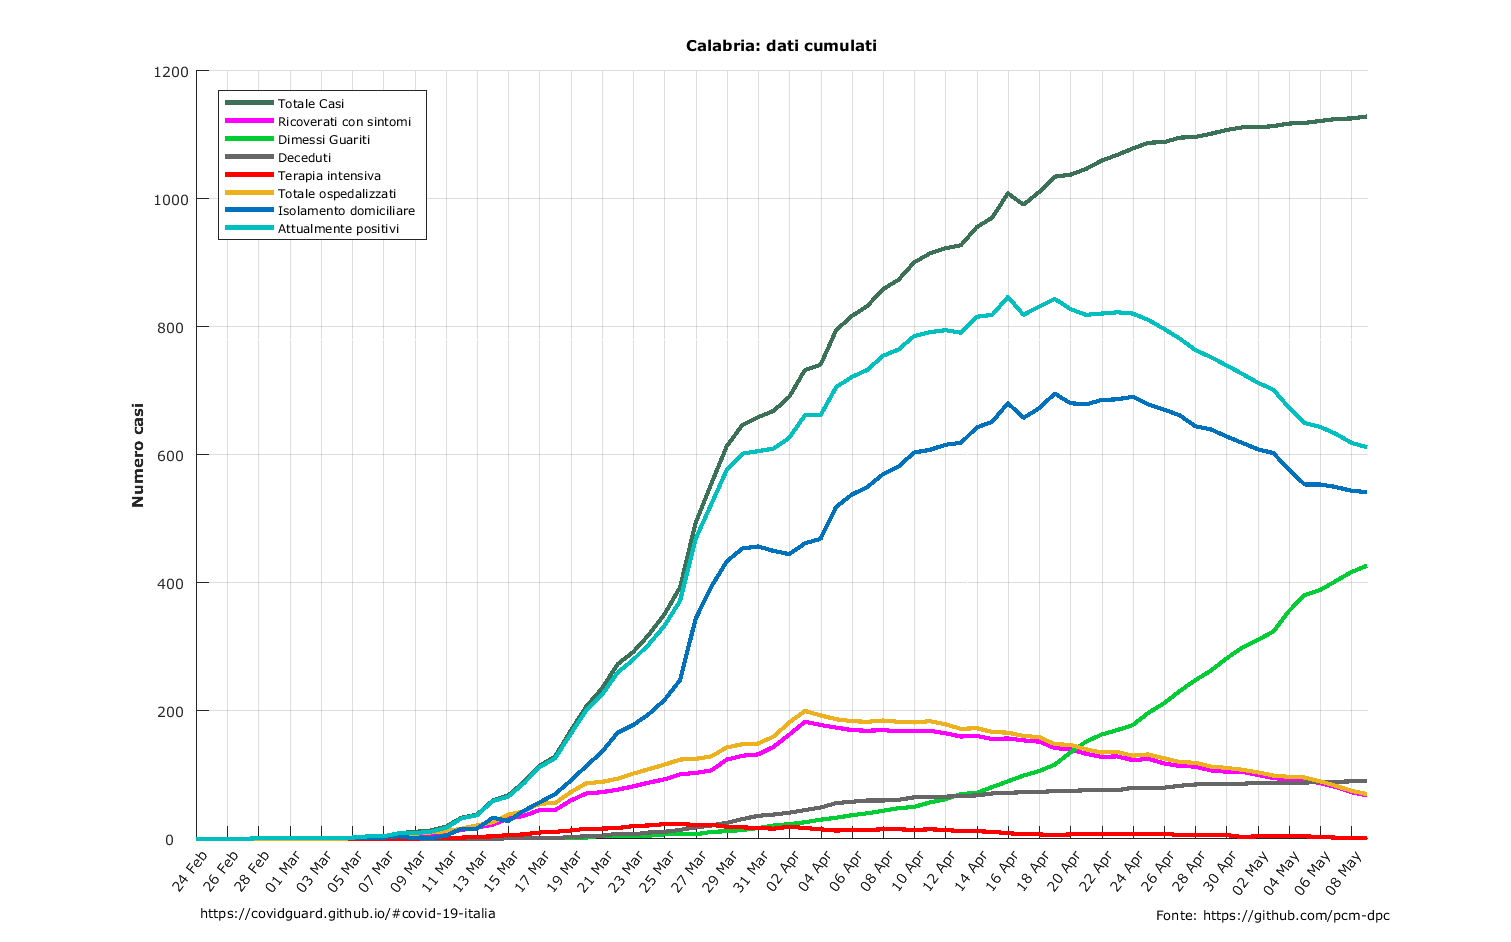 Calabria: dati cumulati
1200
1000
800
600
400
200
0
Numero casi
Totale Casi
Ricoverati con sintomi
Dimessi Guariti
Deceduti
Terapia intensiva
Totale ospedalizzati
Isolamento domiciliare
Attualmente positivi
24 Feb
26 Feb
28 Feb
01 Mar
03 Mar
05 Mar
07 Mar
09 Mar
11 Mar
13 Mar
15 Mar
17 Mar
19 Mar
21 Mar
23 Mar
25 Mar
27 Mar
29 Mar
31 Mar
02 Apr
04 Apr
06 Apr
08 Apr
10 Apr
12 Apr
14 Apr
16 Apr
18 Apr
20 Apr
22 Apr
24 Apr
26 Apr
28 Apr
30 Apr
02 May
04 May
06 May
08 May
https://covidguard.github.io/#covid-19-italia
Fonte: https://github.com/pcm-dpc